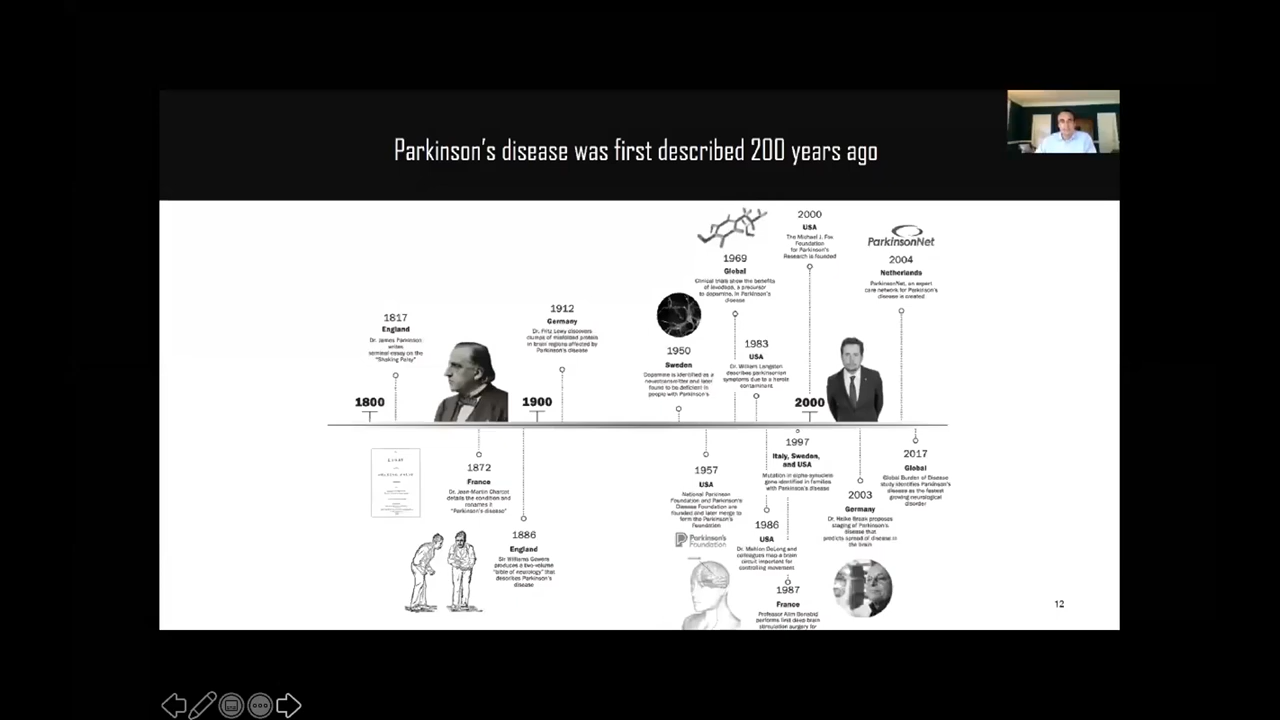 Parkinson's disease was first described 200 years ago
1817
England
Dr. James Parkinson
writes
seminal essay on the
"Shaking Palsy"
1800
1872
France
Dr. Jean-Martin Charcot
details the condition and
renames it
"Parkinson's disease"
1886
England
Sir Williams Gowers
produces a two-volume
"bible of neurology" that
describes Parkinson's
disease
1912
Germany
Dr. Fritz Lewy discovers
clumps of misfolded protein
in brain regions affected by
Parkinson's disease
1900
1950
Sweden
Dopamine is identified as a
neurotransmitter and later
found to be deficient in
people with Parkinson's
1957
USA
National Parkinson
Foundation and Parkinson's
Disease Foundation are
founded and later merge to
form the Parkinson's
Foundation
Parkinson's
Foundation
1969
Global
Clinical trials show the benefits
of levodopa, a precursor
to dopamine, in Parkinson's
disease
1983
USA
Dr. William Langston
describes parkinsonian
symptoms due to a heroin
contaminant
1986
USA
Dr. Mahlon DeLong and
colleagues map a brain
circuit important for
controlling movement
1987
France
Professor Alim Benabid
performs first deep brain
stimulation surgery for
1997
Italy, Sweden,
and USA
Mutation in alpha-synuclein
gene identified in families
with Parkinson's disease
2000
USA
The Michael J. Fox
Foundation
for Parkinson's
Research is founded
2000
2003
Germany
Dr. Heiko Braak proposes
staging of Parkinson's
disease that
predicts spread of disease in
the brain
ParkinsonNet
2004
Netherlands
ParkinsonNet, an expert
care network for Parkinson's
disease is created
2017
Global
Global Burden of Disease
study identifies Parkinson's
disease as the fastest
growing neurological
disorder
12